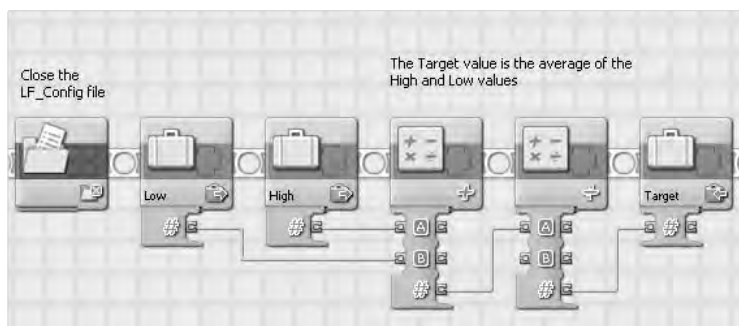 Close the
LF_Config file
The Target value is the average of the
High and Low values
Low
High
Target
#
#
A
A
#
B
B
#
#